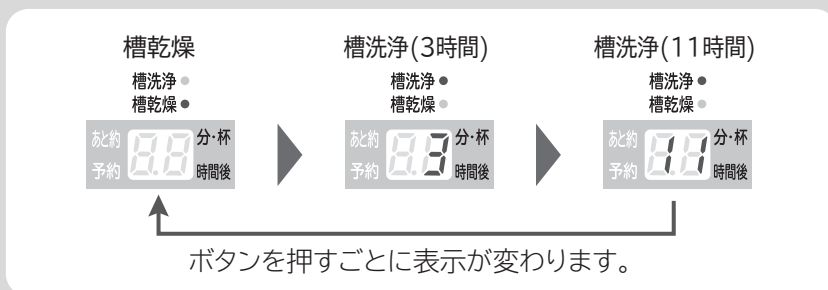 槽乾燥
槽洗浄
槽乾燥
あと約
予約
分・杯
時間後
槽洗浄(3時間)
槽洗浄
槽乾燥
あと約
予約
3
分・杯
時間後
槽洗浄(11時間)
槽洗浄
槽乾燥
あと約
予約
11
分・杯
時間後
ボタンを押すごとに表示が変わります。